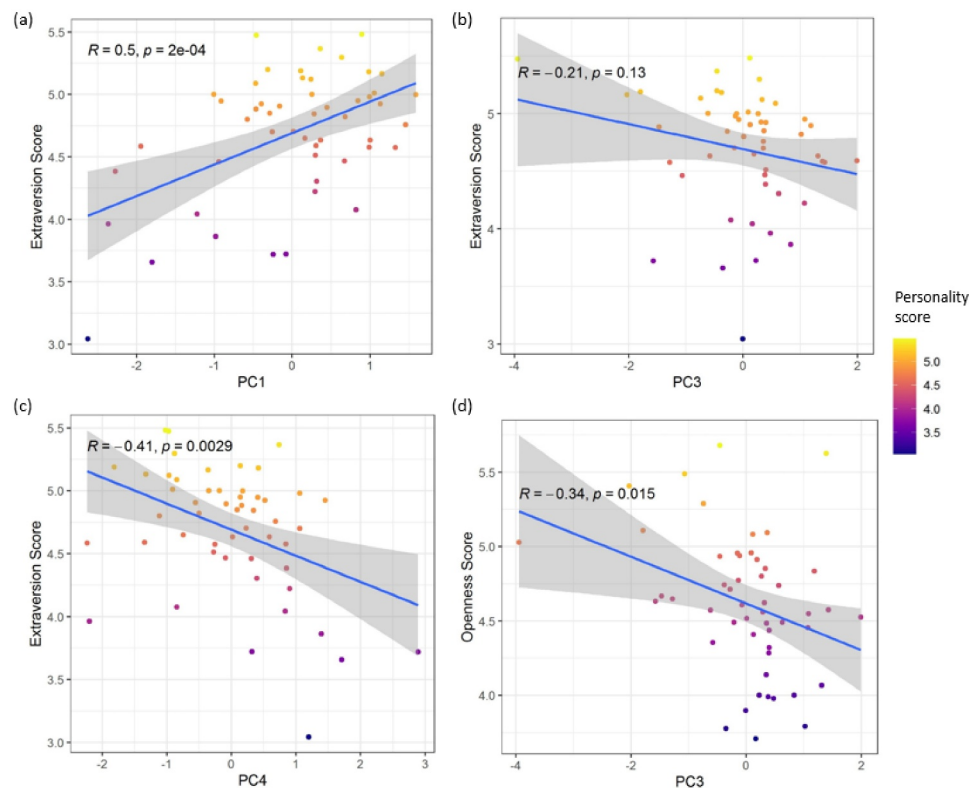 (a)
R = 0.5, p = 2e-04
5.5
5.0
4.5
4.0
3.5
3.0
Extraversion Score
-2
-1
0
1
PC1
(b)
R = −0.21, p = 0.13
5
4
3
Extraversion Score
-4
-2
0
2
PC3
Personality
score
5.0
4.5
4.0
3.5
(c)
R = −0.41, p = 0.0029
5.5
5.0
4.5
4.0
3.5
3.0
Extraversion Score
-2
-1
0
1
2
3
PC4
(d)
R = −0.34, p = 0.015
5.5
5.0
4.5
4.0
Openness Score
-4
-2
0
2
PC3